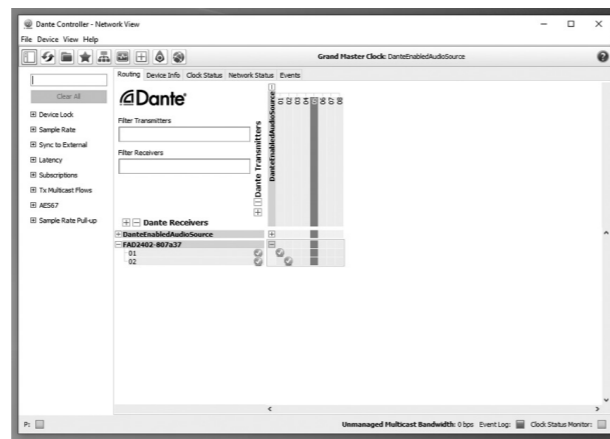 Dante Controller - Network View
File Device View Help
Grand Master Clock: DanteEnabledAudioSource
Routing Device Info Clock Status Network Status Events
Clear All
Device Lock
Sample Rate
Sync to External
Latency
Subscriptions
Tx Multicast Flows
AES67
Sample Rate Pull-up
Dante
Filter Transmitters
Filter Receivers
Dante Transmitters
DanteEnabledAudioSource
01 02 03 04 05 06 07 08
Dante Receivers
DanteEnabledAudioSource
FAD2402-807a37
01
02
P:
Unmanaged Multicast Bandwidth: 0 bps Event Log: Clock Status Monitor: